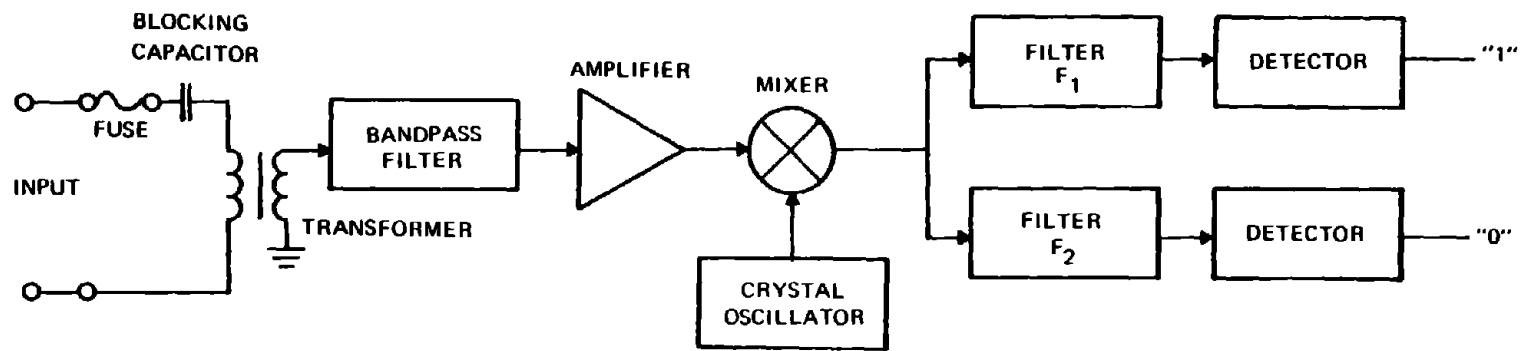 BLOCKING
CAPACITOR
FUSE
INPUT
TRANSFORMER
BANDPASS
FILTER
AMPLIFIER
MIXER
CRYSTAL
OSCILLATOR
FILTER
F1
DETECTOR
"1"
FILTER
F2
DETECTOR
"0"